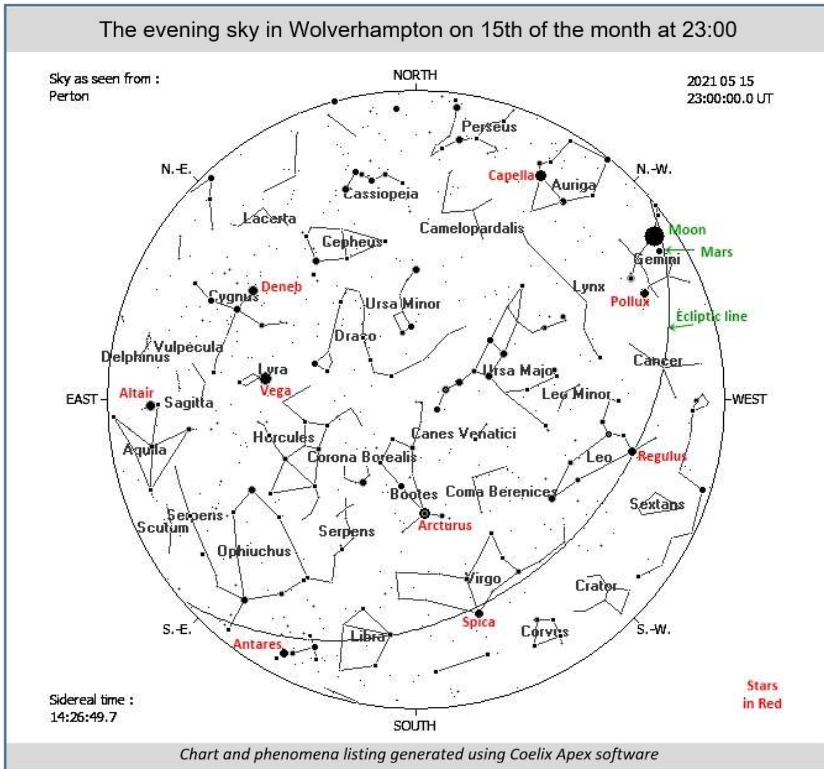 The evening sky in Wolverhampton on 15th of the month at 23:00
Sky as seen from :
Perton
NORTH
2021 05 15
23:00:00.0 UT
Perseus
N.-E.
N.-W.
Capella
Auriga
Cassiopeia
Lacerta
Camelopardalis
Moon
Cepheus
Mars
Gemini
Deneb
Cygnus
Ursa Minor
Lynx
Pollux
Ecliptic line
Draco
Vulpecula
Delphinus
Cancer
Lyra
Ursa Majo
Altair
Vega
Leo Minor
EAST
Sagitta
WEST
Hercules
Canes Venatici
Aquila
Corona Borealis
Leo
Regulus
Bootes
Coma Berenices
Sextans
Serpens
Scutum
Arcturus
Serpens
Ophiuchus
Virgo
Crater
Spica
S.-E.
Libra
Corvus
S.-W.
Antares
Stars
in Red
Sidereal time :
14:26:49.7
SOUTH
Chart and phenomena listing generated using Coelix Apex software